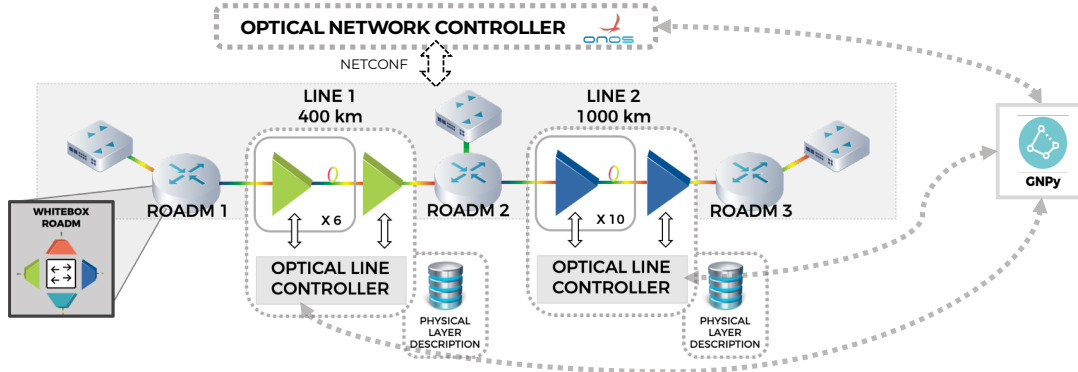 OPTICAL NETWORK CONTROLLER
onos
NETCONF
LINE 1
400 km
LINE 2
1000 km
ROADM 1
X 6
ROADM 2
X 10
ROADM 3
GNPy
WHITEBOX
ROADM
OPTICAL LINE
CONTROLLER
PHYSICAL
LAYER
DESCRIPTION
OPTICAL LINE
CONTROLLER
PHYSICAL
LAYER
DESCRIPTION